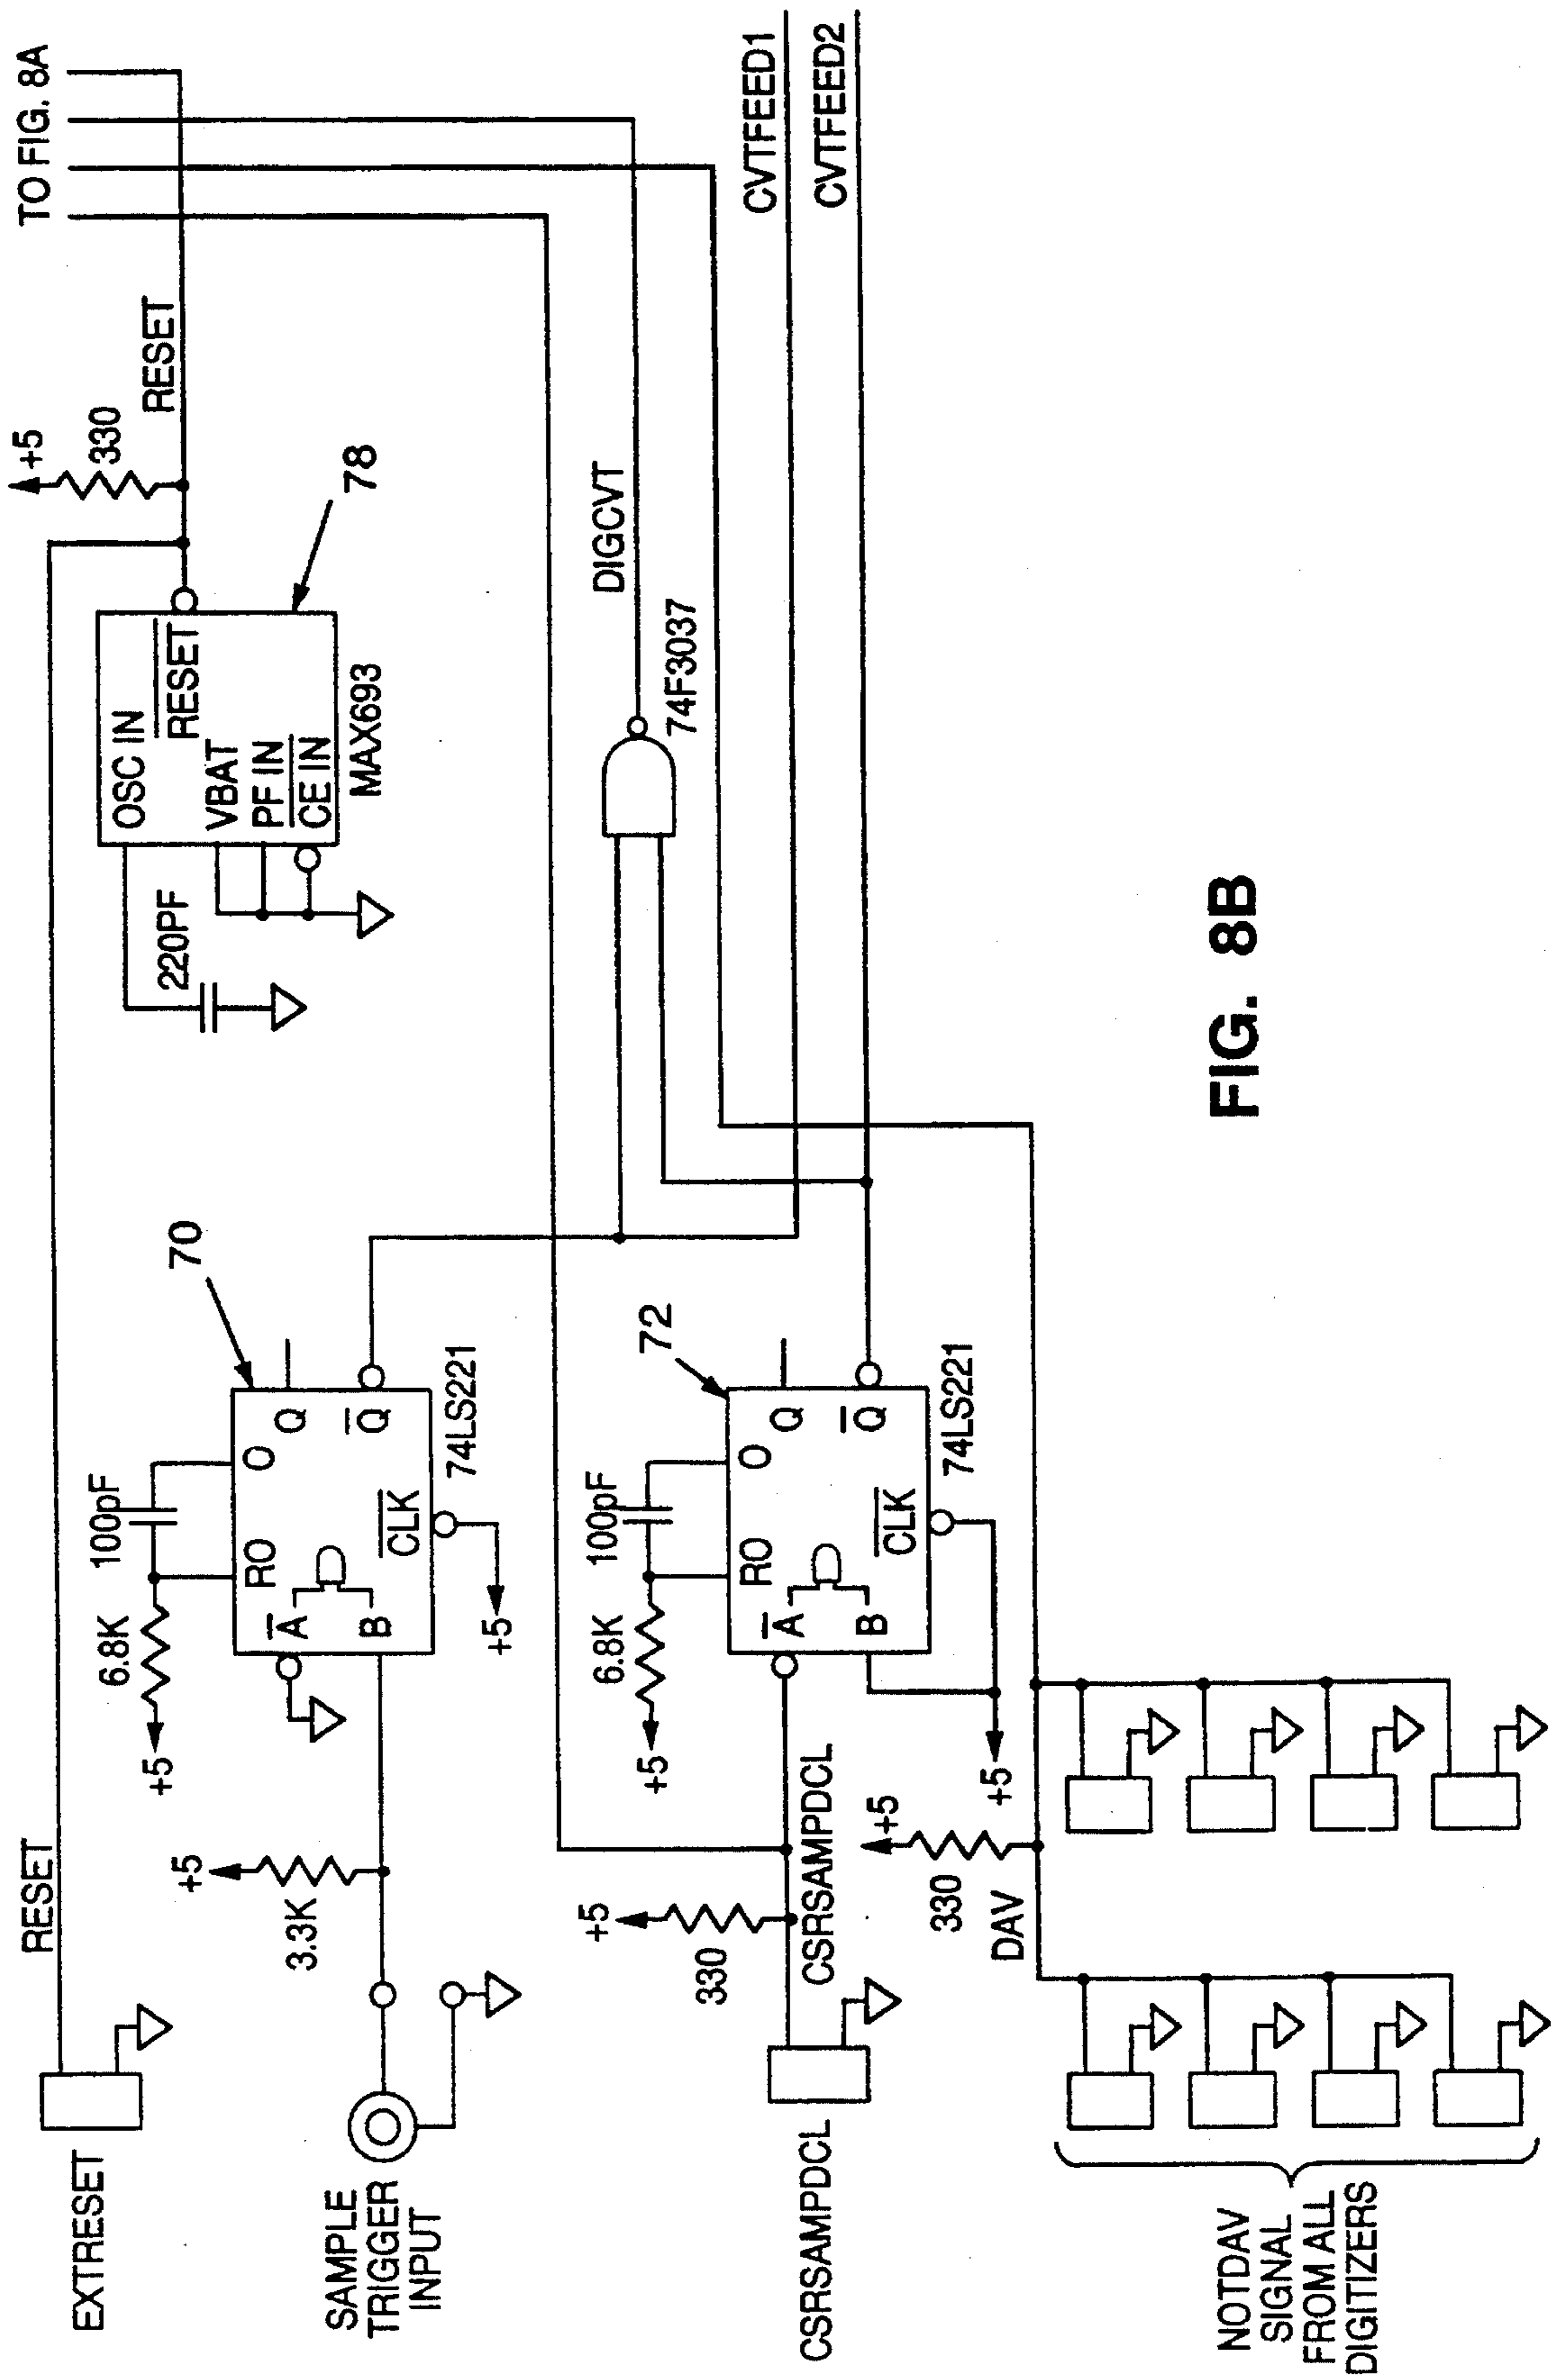 TO FIG. 8A
EXTRESET
RESET
+5
330
RESET
OSC IN
RESET
VBAT
PF IN
CE IN
MAX693
78
220PF
SAMPLE
TRIGGER
INPUT
+5
3.3K
+5
6.8K
100pF
70
RO
O
A
B
Q
Q
CLK
74LS221
+5
DIGCVT
74F3037
CSRSAMPDCL
+5
330
CSRSAMPDCL
+5
6.8K
100pF
72
RO
O
A
B
Q
Q
CLK
74LS221
+5
CVTFEED1
CVTFEED2
+5
330
DAV
NOTDAV
SIGNAL
FROM ALL
DIGITIZERS
FIG. 8B